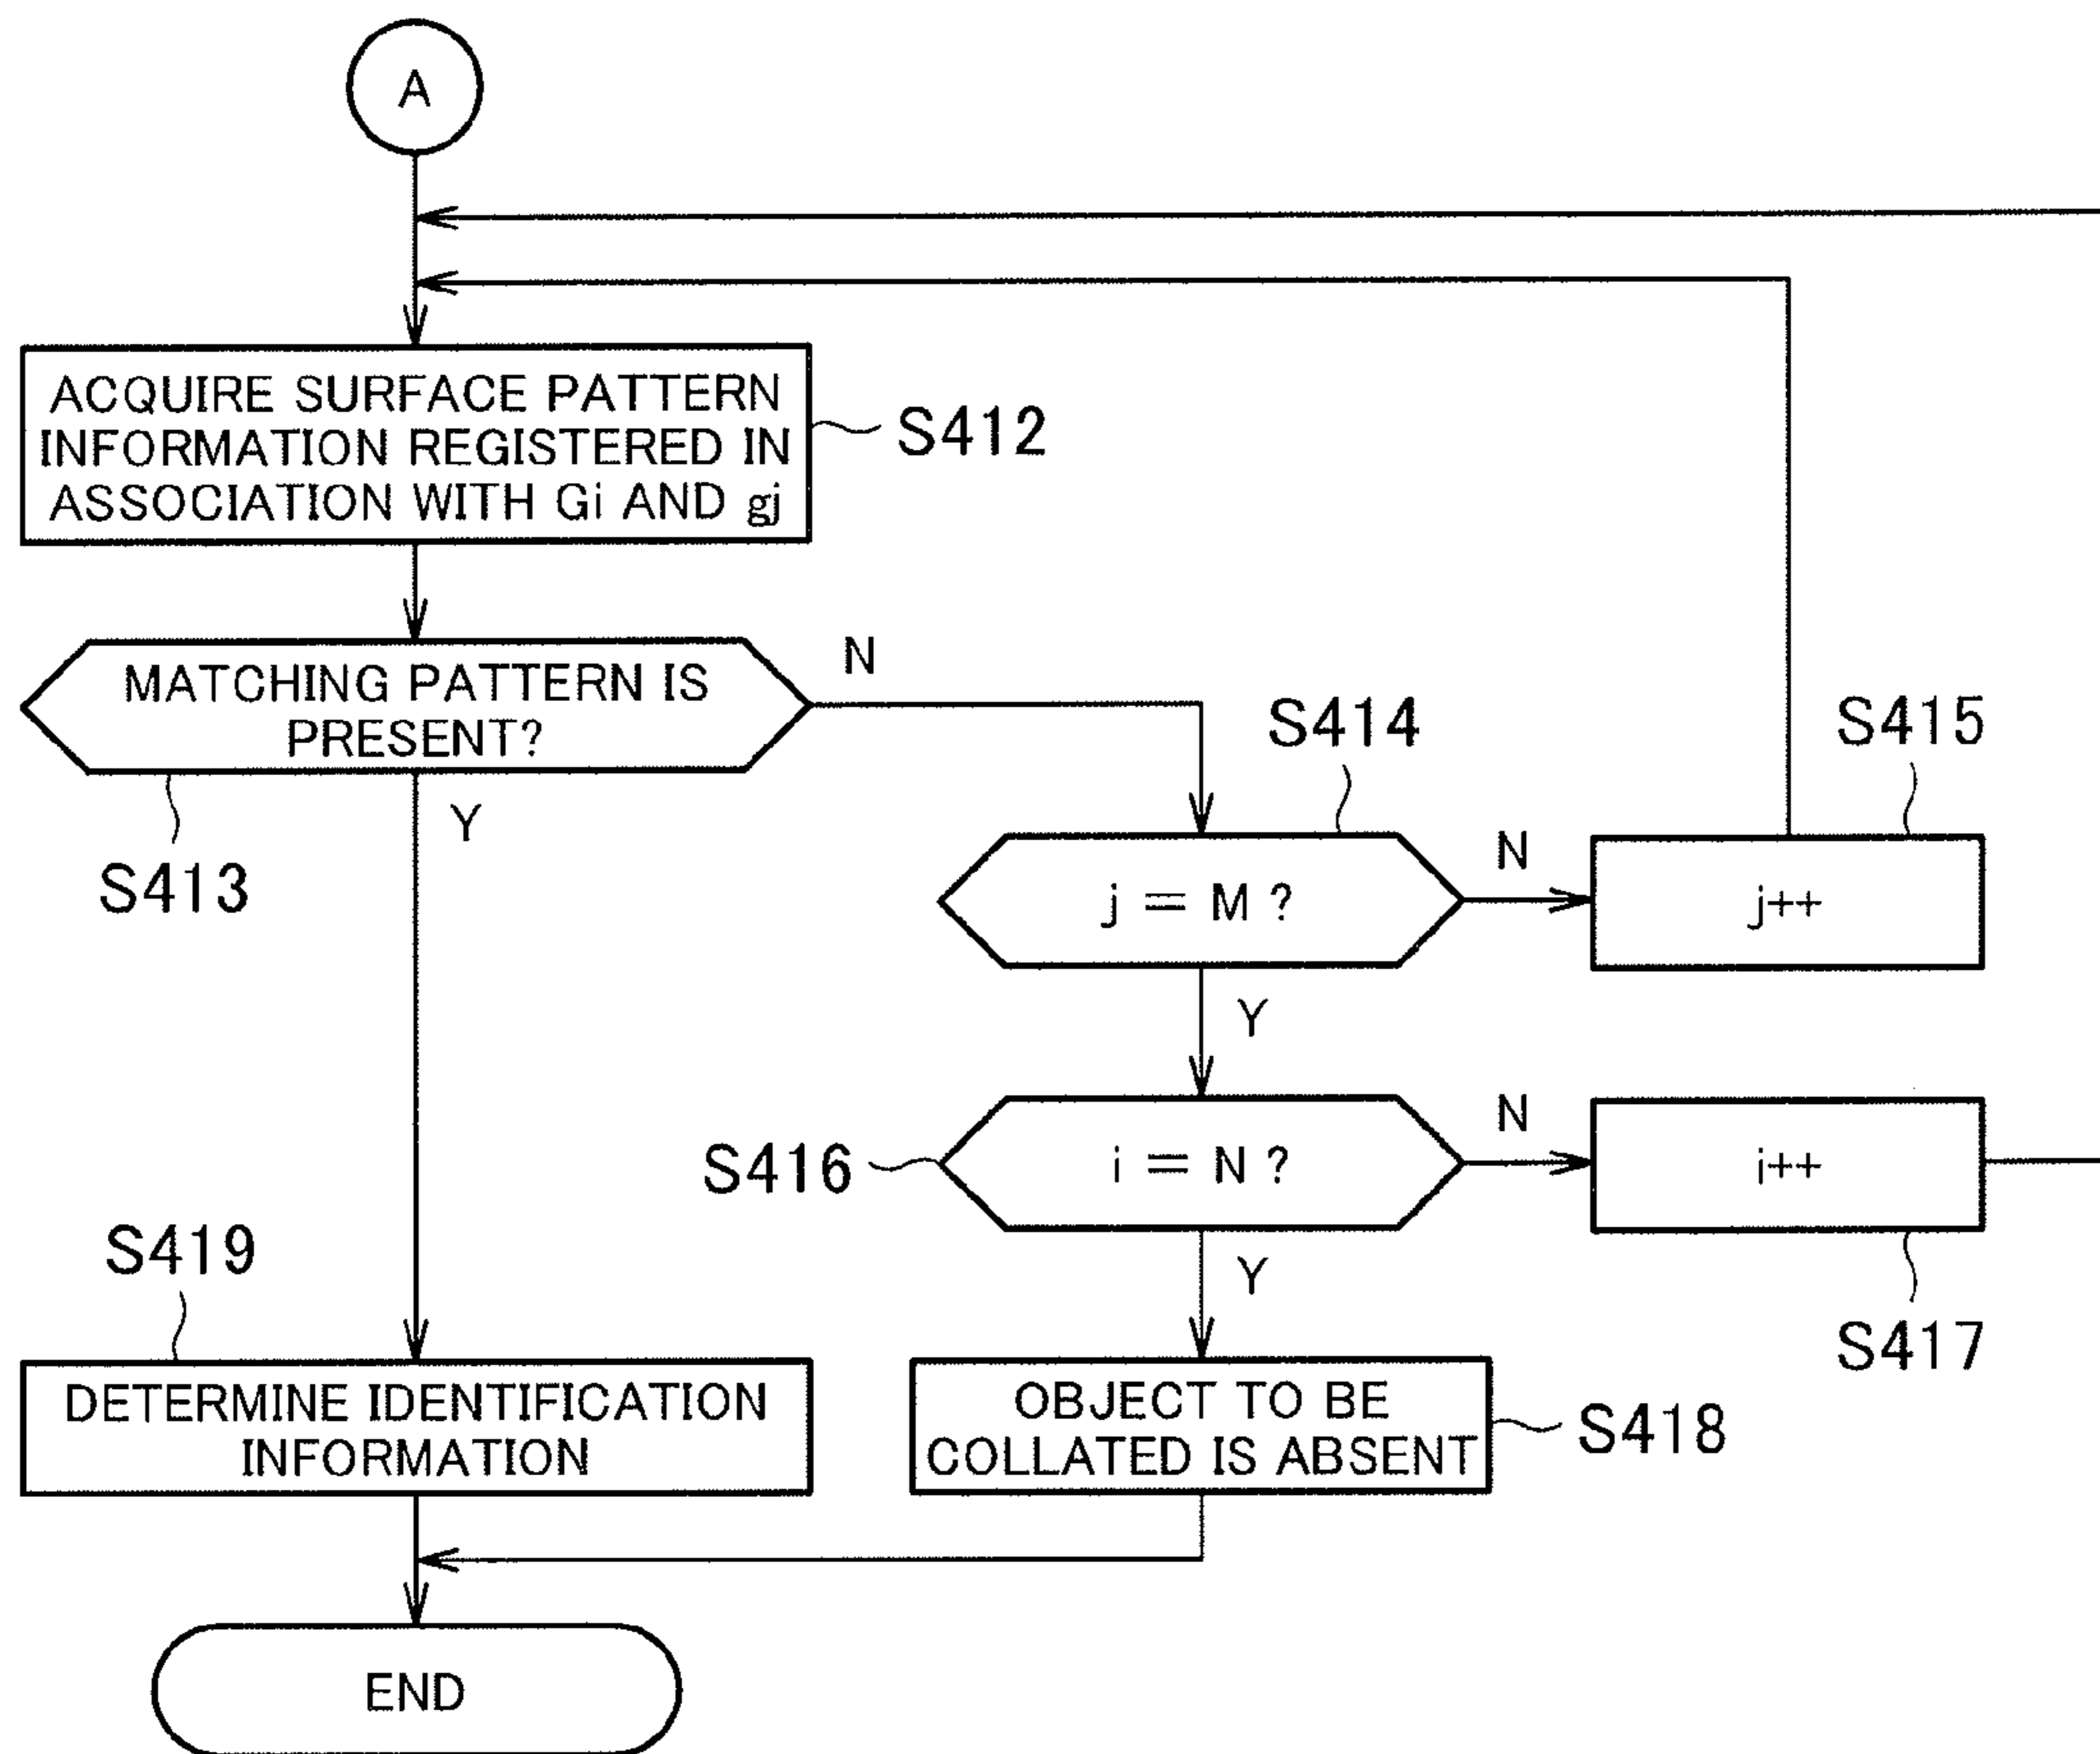 A
ACQUIRE SURFACE PATTERN
INFORMATION REGISTERED IN
ASSOCIATION WITH Gi AND gj
S412
MATCHING PATTERN IS
PRESENT?
N
Y
S413
S414
j = M ?
N
Y
S415
j++
S416
i = N ?
N
Y
i++
S417
S419
DETERMINE IDENTIFICATION
INFORMATION
OBJECT TO BE
COLLATED IS ABSENT
S418
END